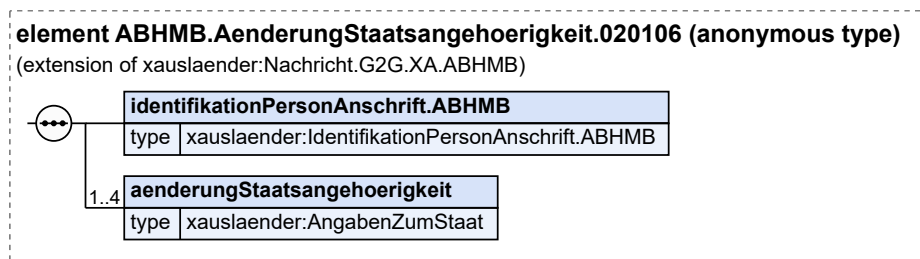 element ABHMB.AenderungStaatsangehoerigkeit.020106 (anonymous type)
(extension of xauslaender:Nachricht.G2G.XA.ABHMB)
identifikationPersonAnschrift.ABHMB
type xauslaender:IdentifikationPersonAnschrift.ABHMB
1..4 aenderungStaatsangehoerigkeit
type xauslaender:AngabenZumStaat